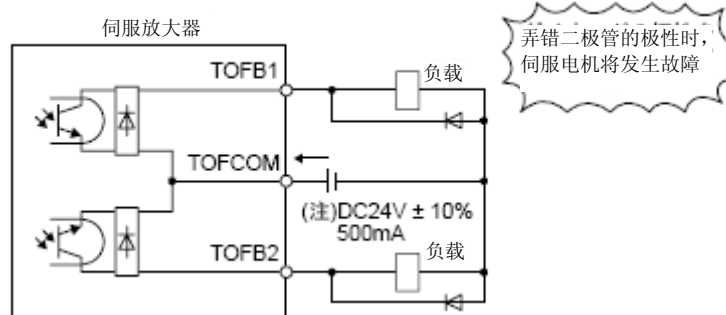 伺服放大器
弄错二极管的极性时，
伺服电机将发生故障
TOFB1
负载
TOFCOM
(注)DC24V ± 10%
500mA
负载
TOFB2